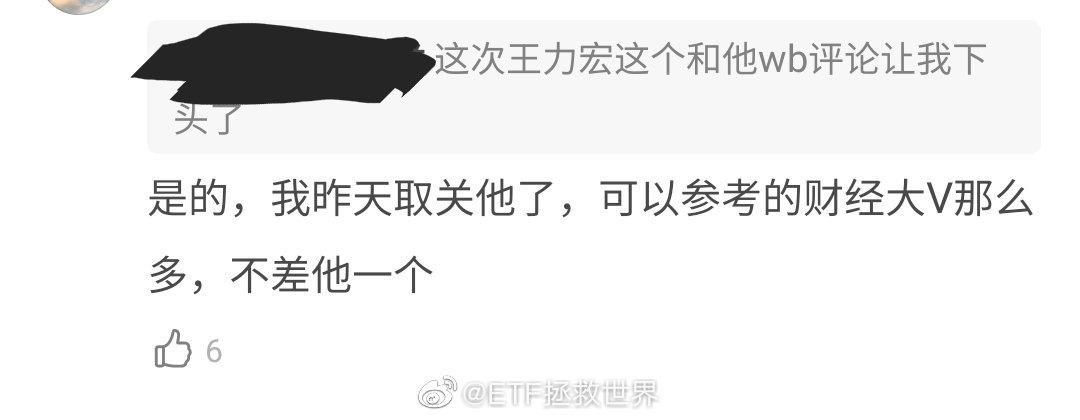 这次王力宏这个和他wb评论让我下
头了
是的，我昨天取关他了，可以参考的财经大V那么
多，不差他一个
6
@ETF拯救世界